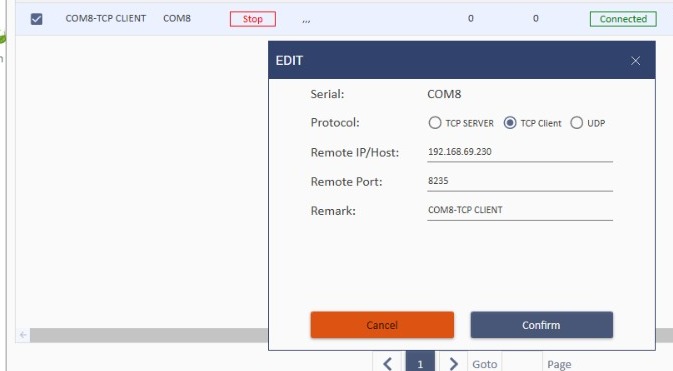 COM8-TCP CLIENT COM8 Stop ,,, 0 0 Connected
EDIT
Serial: COM8
Protocol: TCP SERVER TCP Client UDP
Remote IP/Host: 192.168.69.230
Remote Port: 8235
Remark: COM8-TCP CLIENT
Cancel Confirm
1 Goto Page